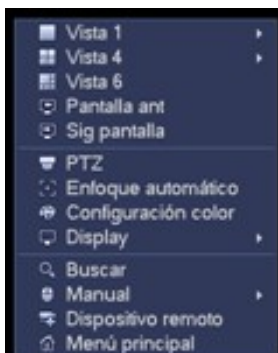 Vista 1
Vista 4
Vista 6
Pantalla ant
Sig pantalla
PTZ
Enfoque automático
Configuración color
Display
Buscar
Manual
Dispositivo remoto
Menú principal